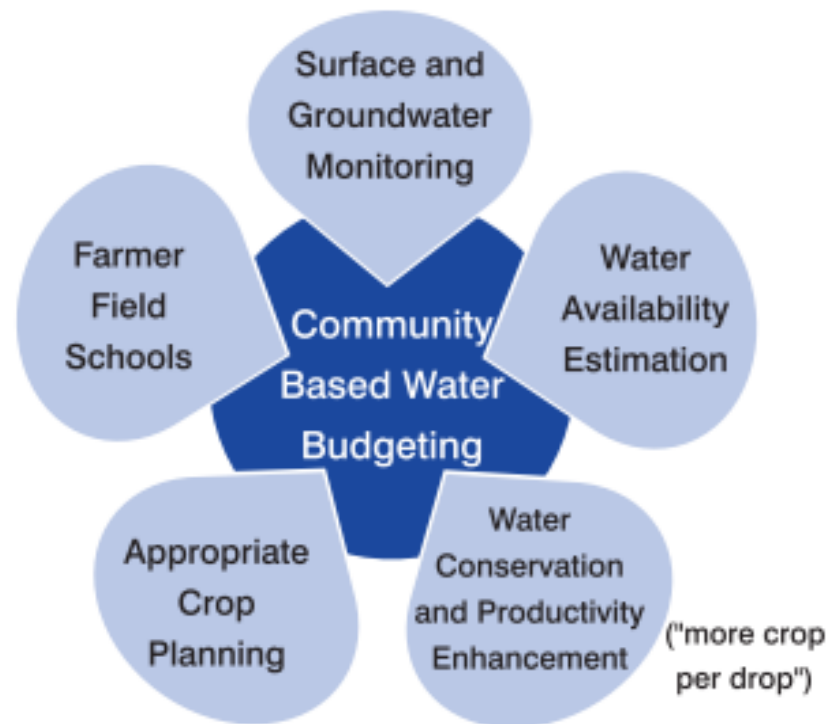 Surface and
Groundwater
Monitoring
Farmer
Field
Schools
Water
Availability
Estimation
Community
Based Water
Budgeting
Appropriate
Crop
Planning
Water
Conservation
and Productivity
Enhancement
("more crop
per drop")